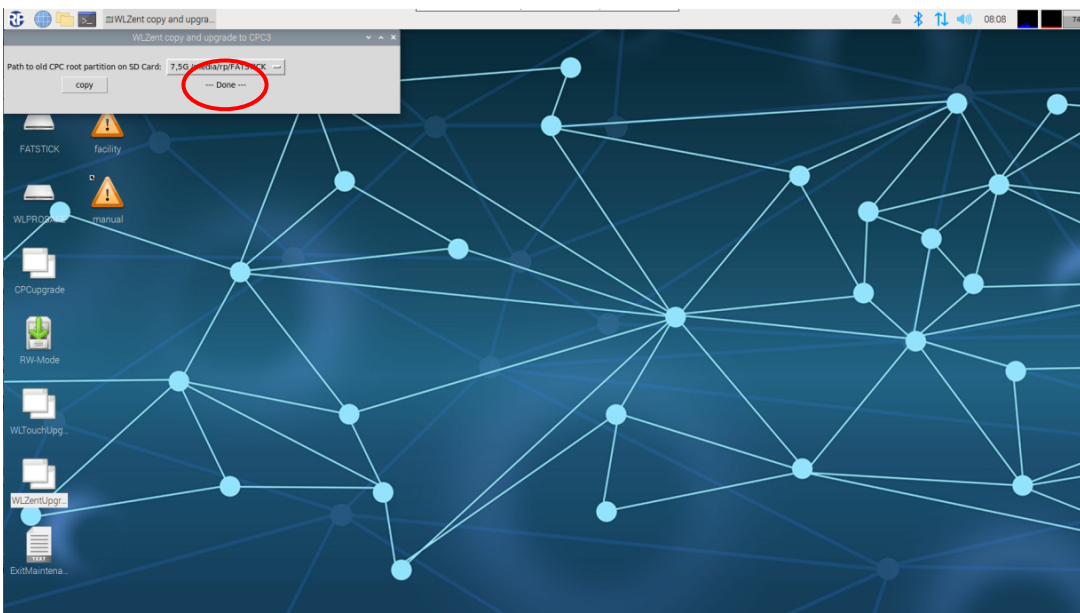 WLZent copy and upgra...
08:08
74
WLZent copy and upgrade to CPC3
Path to old CPC root partition on SD Card:
7,5G /media/rp/FATSTICK
copy
--- Done ---
FATSTICK
facility
manual
CPCupgrade
RW-Mode
WLTouchUpg...
WLZentUpgr...
TEXT
ExitMaintena...